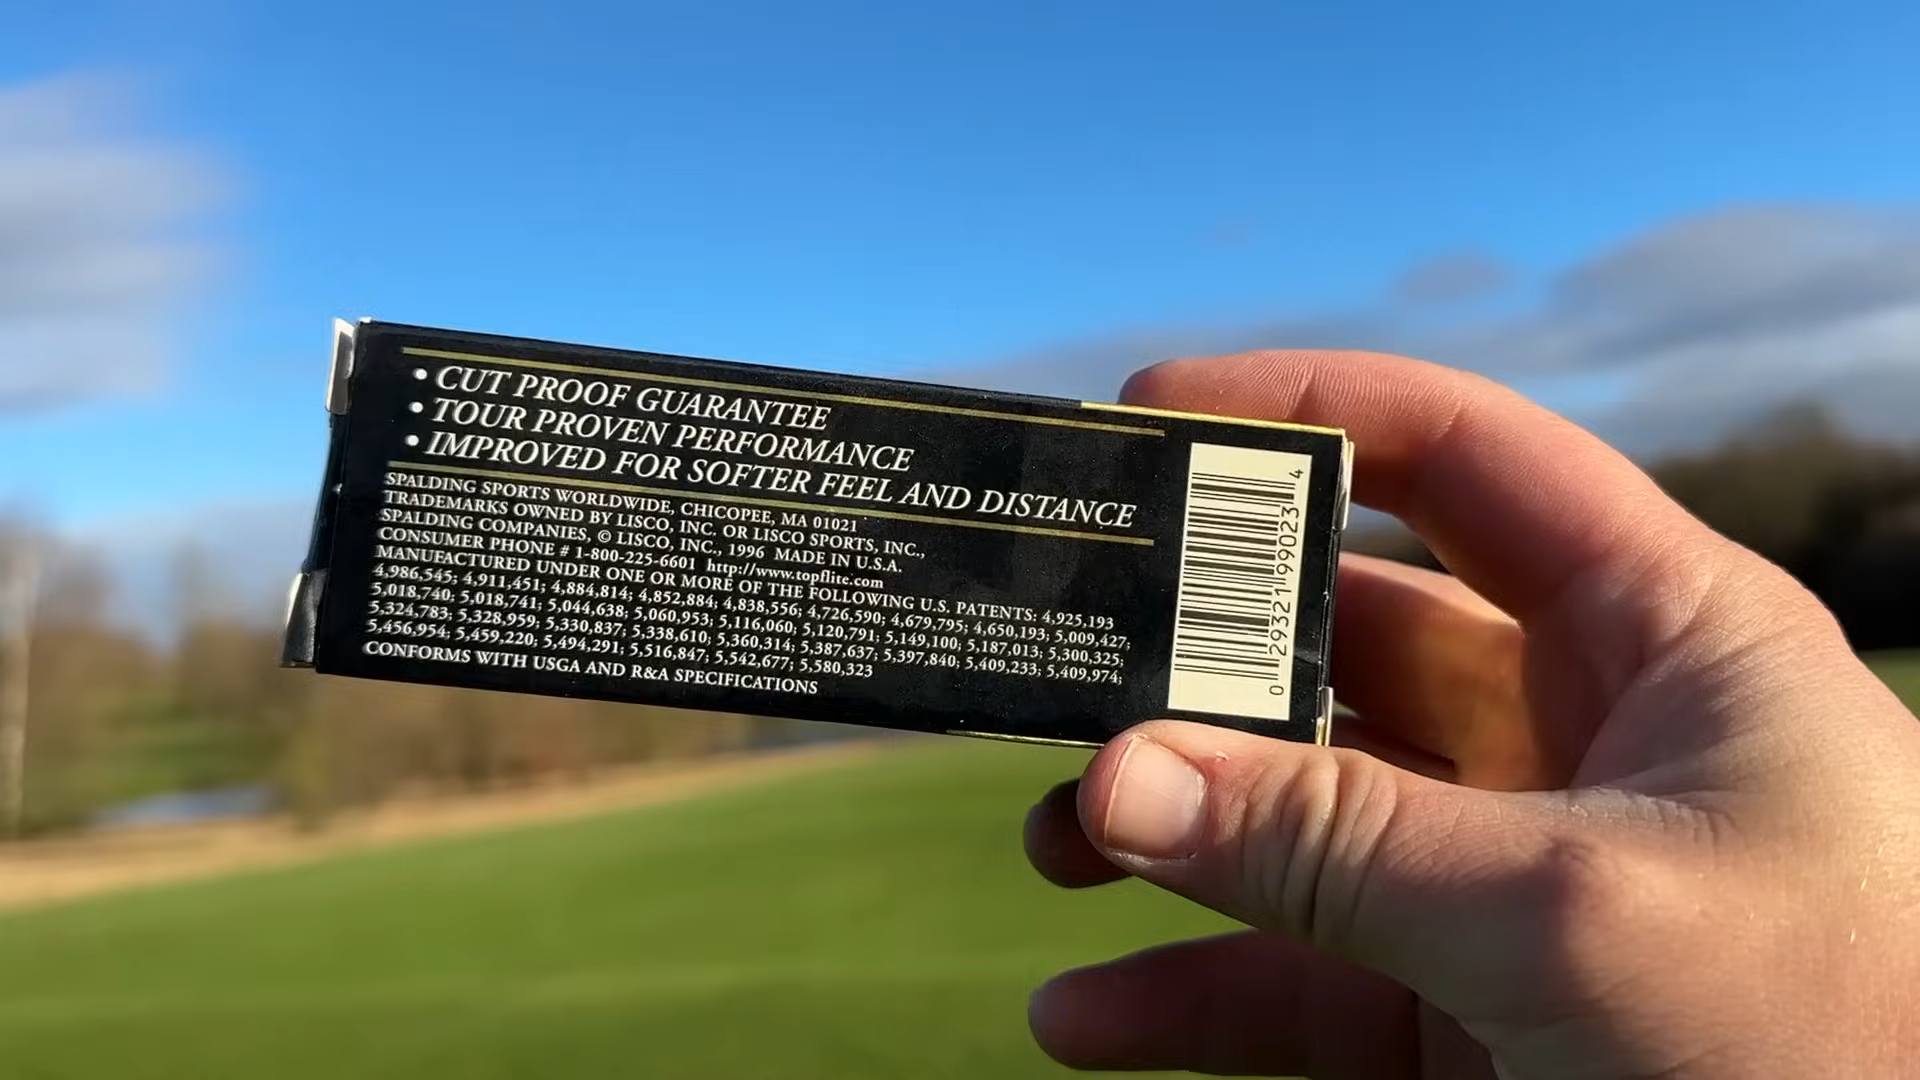 • CUT PROOF GUARANTEE
• TOUR PROVEN PERFORMANCE
• IMPROVED FOR SOFTER FEEL AND DISTANCE
SPALDING SPORTS WORLDWIDE, CHICOPEE, MA 01021
TRADEMARKS OWNED BY LISCO, INC. OR LISCO SPORTS, INC.,
SPALDING COMPANIES, © LISCO, INC., 1996 MADE IN U.S.A.
CONSUMER PHONE # 1-800-225-6601 http://www.topflite.com
MANUFACTURED UNDER ONE OR MORE OF THE FOLLOWING U.S. PATENTS: 4,925,193
4,986,545; 4,911,451; 4,884,814; 4,852,884; 4,838,556; 4,726,590; 4,679,795; 4,650,193; 5,009,427;
5,018,740; 5,018,741; 5,044,638; 5,060,953; 5,116,060; 5,120,791; 5,149,100; 5,187,013; 5,300,325;
5,324,783; 5,328,959; 5,330,837; 5,338,610; 5,360,314; 5,387,637; 5,397,840; 5,409,233; 5,409,974;
5,456,954; 5,459,220; 5,494,291; 5,516,847; 5,542,677; 5,580,323
CONFORMS WITH USGA AND R&A SPECIFICATIONS
0 29321 99023 4